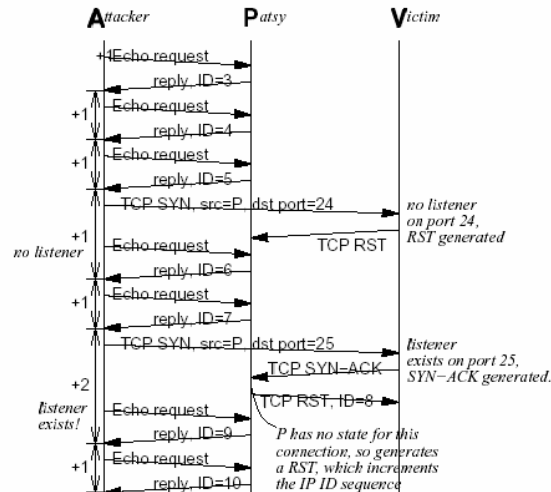 Attacker Patsy Victim
+1 Echo request
reply, ID=3
+1 Echo request
reply, ID=4
+1 Echo request
reply, ID=5
TCP SYN, src=P, dst port=24
no listener
on port 24,
RST generated
TCP RST
+1
no listener
Echo request
reply, ID=6
+1 Echo request
reply, ID=7
TCP SYN, src=P, dst port=25
listener
exists on port 25,
SYN-ACK generated.
TCP SYN-ACK
+2
listener
exists!
TCP RST, ID=8
Echo request
reply, ID=9
P has no state for this
connection, so generates
a RST, which increments
the IP ID sequence
+1 Echo request
reply, ID=10